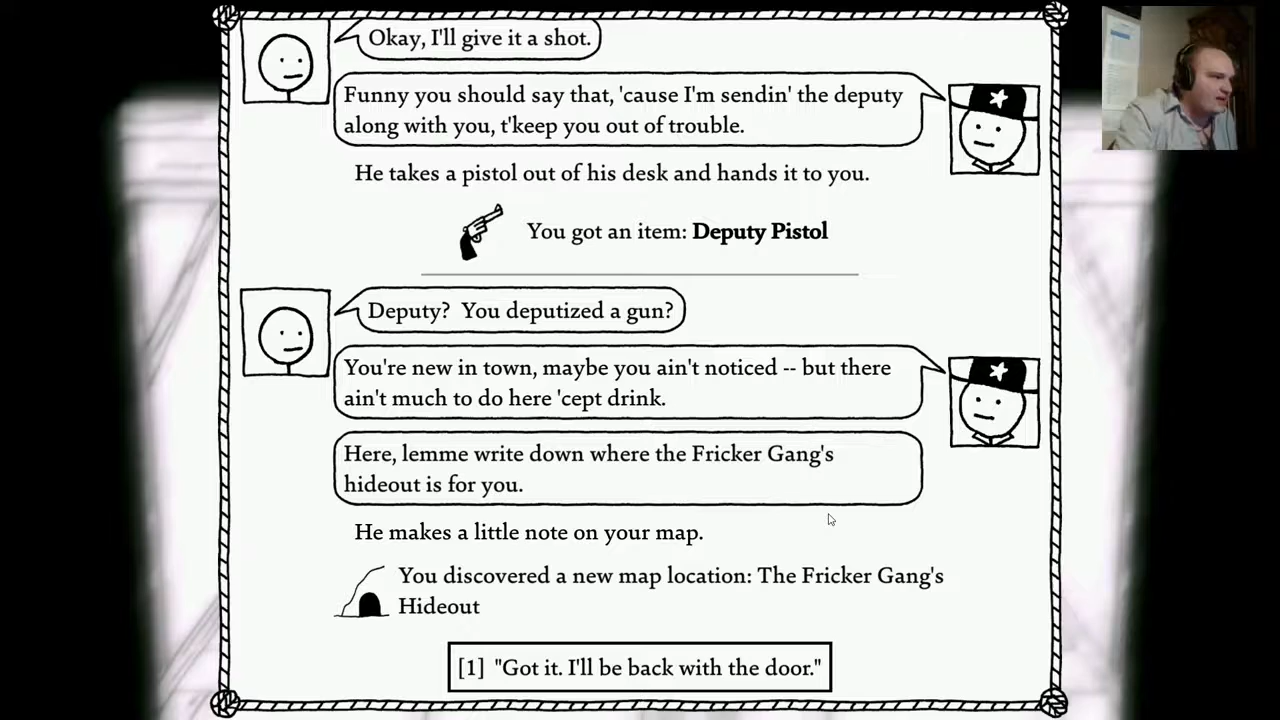 Okay, I'll give it a shot.
Funny you should say that, 'cause I'm sendin' the deputy
along with you, t'keep you out of trouble.
He takes a pistol out of his desk and hands it to you.
You got an item: Deputy Pistol
Deputy?  You deputized a gun?
You're new in town, maybe you ain't noticed -- but there
ain't much to do here 'cept drink.
Here, lemme write down where the Fricker Gang's
hideout is for you.
He makes a little note on your map.
You discovered a new map location: The Fricker Gang's
Hideout
[1] "Got it. I'll be back with the door."